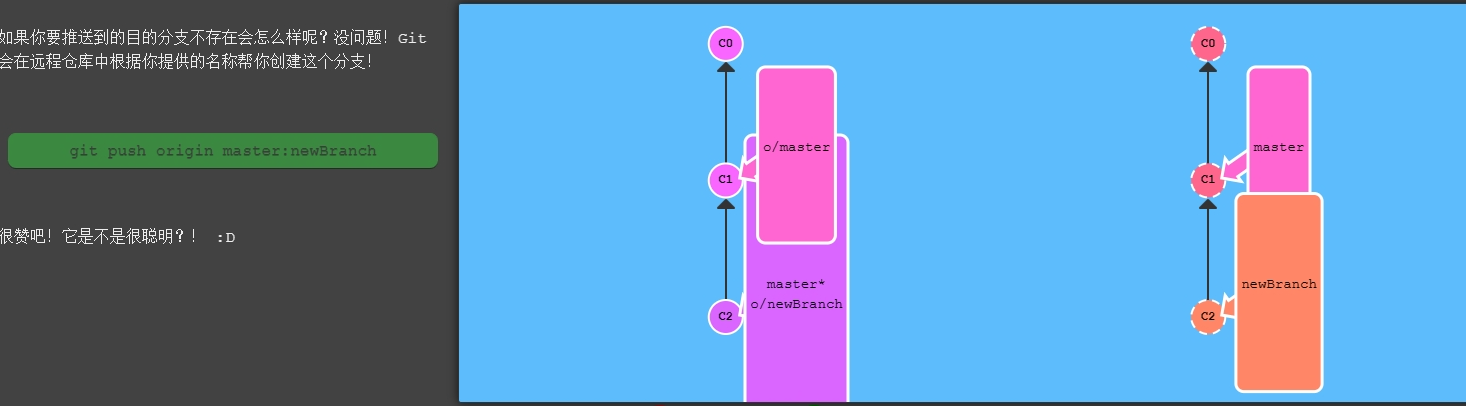 如果你要推送到的目的分支不存在会怎么样呢？没问题！Git
会在远程仓库中根据你提供的名称帮你创建这个分支！
git push origin master:newBranch
很赞吧！它是不是很聪明？！ :D
C0
o/master
C1
master*
o/newBranch
C2
C0
master
C1
newBranch
C2